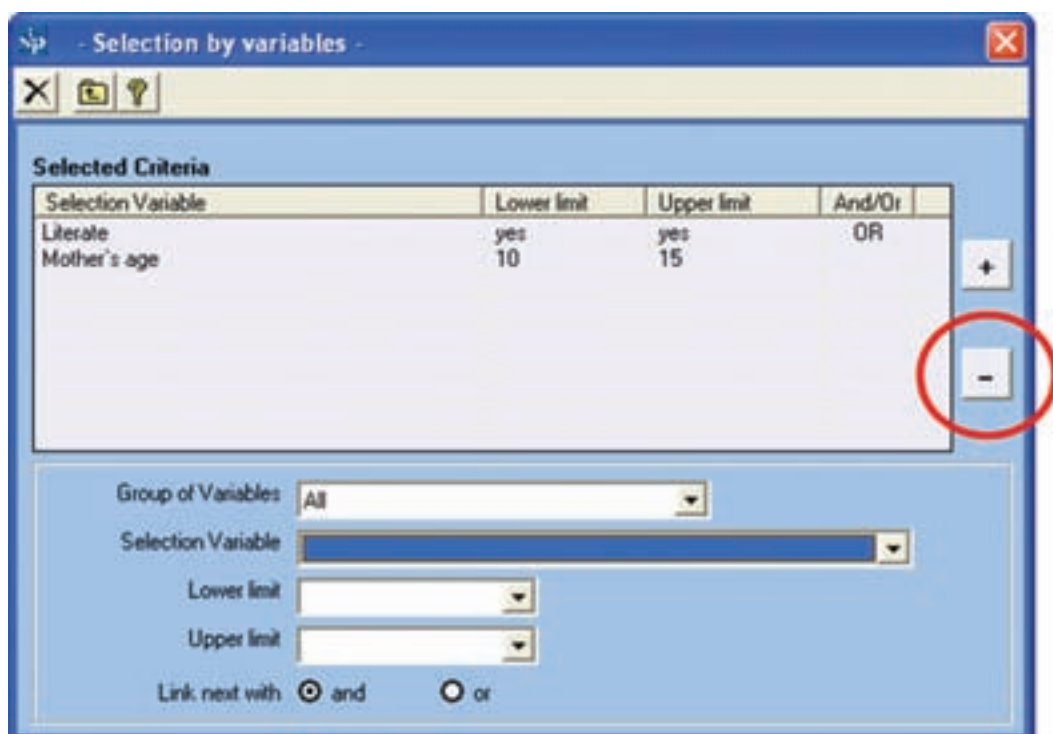 - Selection by variables -
Selected Criteria
Selection Variable Lower limit Upper limit And/Or
Literate yes yes OR
Mother's age 10 15
+
-
Group of Variables All
Selection Variable
Lower limit
Upper limit
Link next with and or